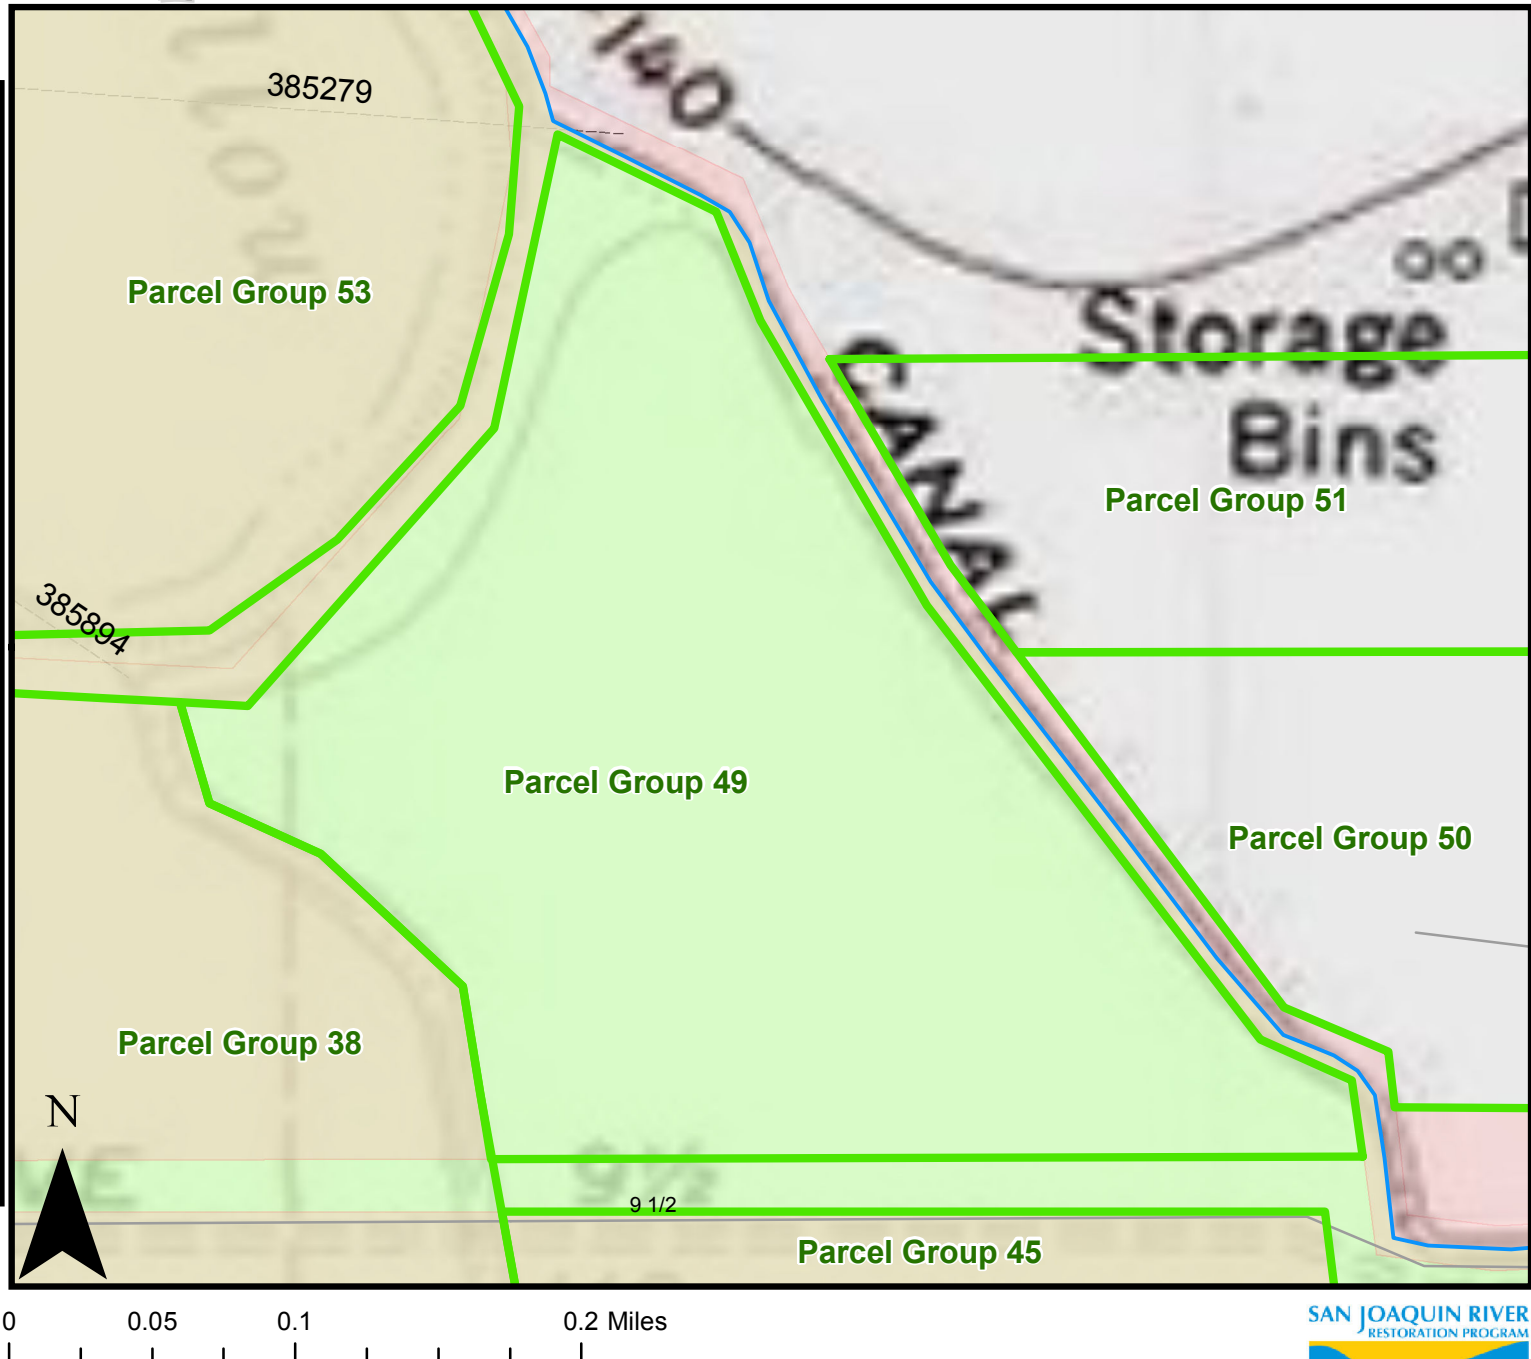 140
385279
Parcel Group 53
Storage
Bins
CANAL
Parcel Group 51
385894
Parcel Group 49
Parcel Group 50
Parcel Group 38
N
9½
9 1/2
Parcel Group 45
0 0.05 0.1 0.2 Miles
SAN JOAQUIN RIVER
RESTORATION PROGRAM